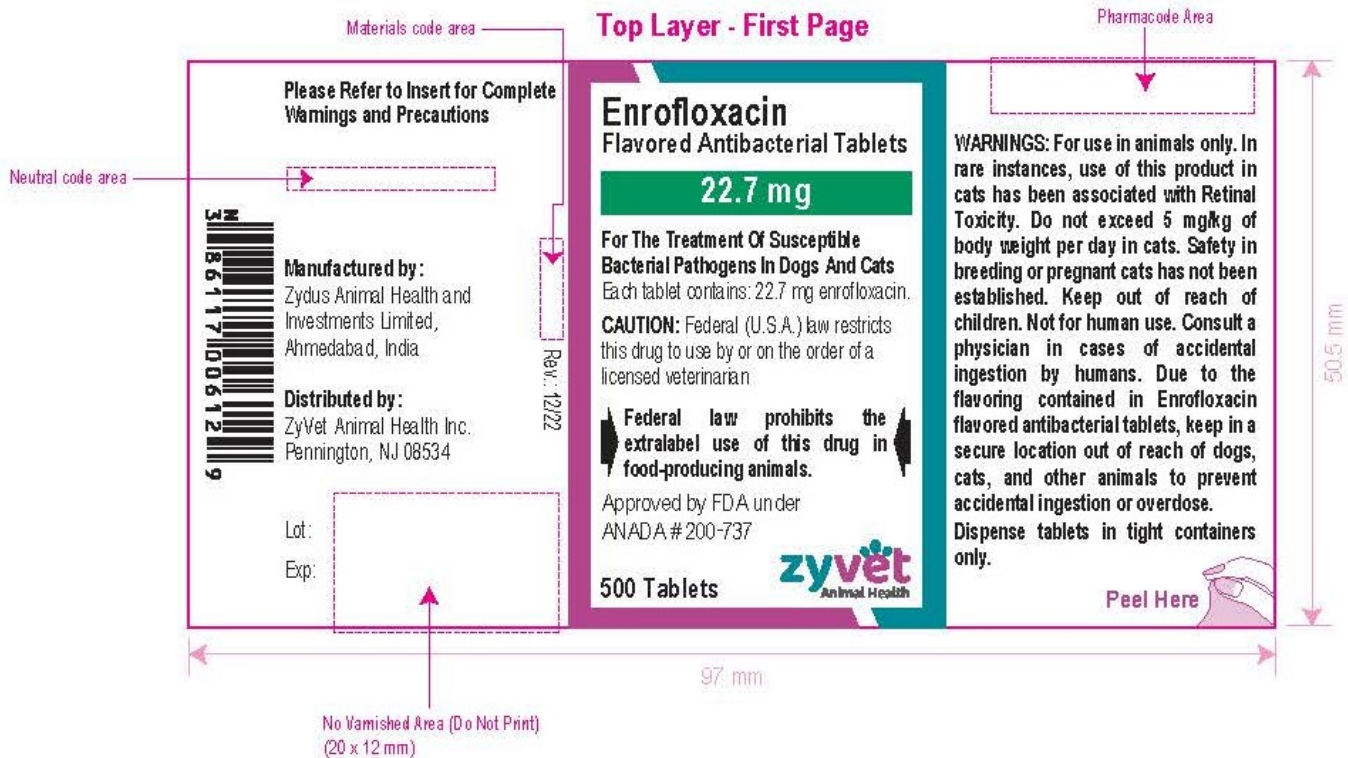 Top Layer - First Page
Materials code area
Pharmacode Area
Neutral code area
Please Refer to Insert for Complete
Warnings and Precautions
N
3 86117 00612 9
Manufactured by:
Zydus Animal Health and
Investments Limited,
Ahmedabad, India
Distributed by:
ZyVet Animal Health Inc.
Pennington, NJ 08534
Rev.: 12/22
Lot:
Exp:
No Varnished Area (Do Not Print)
(20 x 12 mm)
Enrofloxacin
Flavored Antibacterial Tablets
22.7 mg
For The Treatment Of Susceptible
Bacterial Pathogens In Dogs And Cats
Each tablet contains: 22.7 mg enrofloxacin.
CAUTION: Federal (U.S.A.) law restricts
this drug to use by or on the order of a
licensed veterinarian
Federal law prohibits the
extralabel use of this drug in
food-producing animals.
Approved by FDA under
ANADA # 200-737
500 Tablets
zyvet
Animal Health
WARNINGS: For use in animals only. In
rare instances, use of this product in
cats has been associated with Retinal
Toxicity. Do not exceed 5 mg/kg of
body weight per day in cats. Safety in
breeding or pregnant cats has not been
established. Keep out of reach of
children. Not for human use. Consult a
physician in cases of accidental
ingestion by humans. Due to the
flavoring contained in Enrofloxacin
flavored antibacterial tablets, keep in a
secure location out of reach of dogs,
cats, and other animals to prevent
accidental ingestion or overdose.
Dispense tablets in tight containers
only.
Peel Here
50.5 mm
97 mm